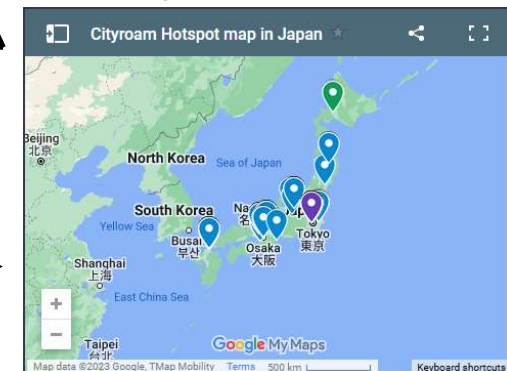 Cityroam Hotspot map in Japan
Beijing
北京
North Korea
Sea of Japan
South Korea
Yellow Sea
Busan
부산
Osaka
大阪
Tokyo
東京
Shanghai
上海
East China Sea
Taipei
台北
+
−
Google My Maps
Map data ©2023 Google, TMap Mobility Terms 500 km Keyboard shortcuts